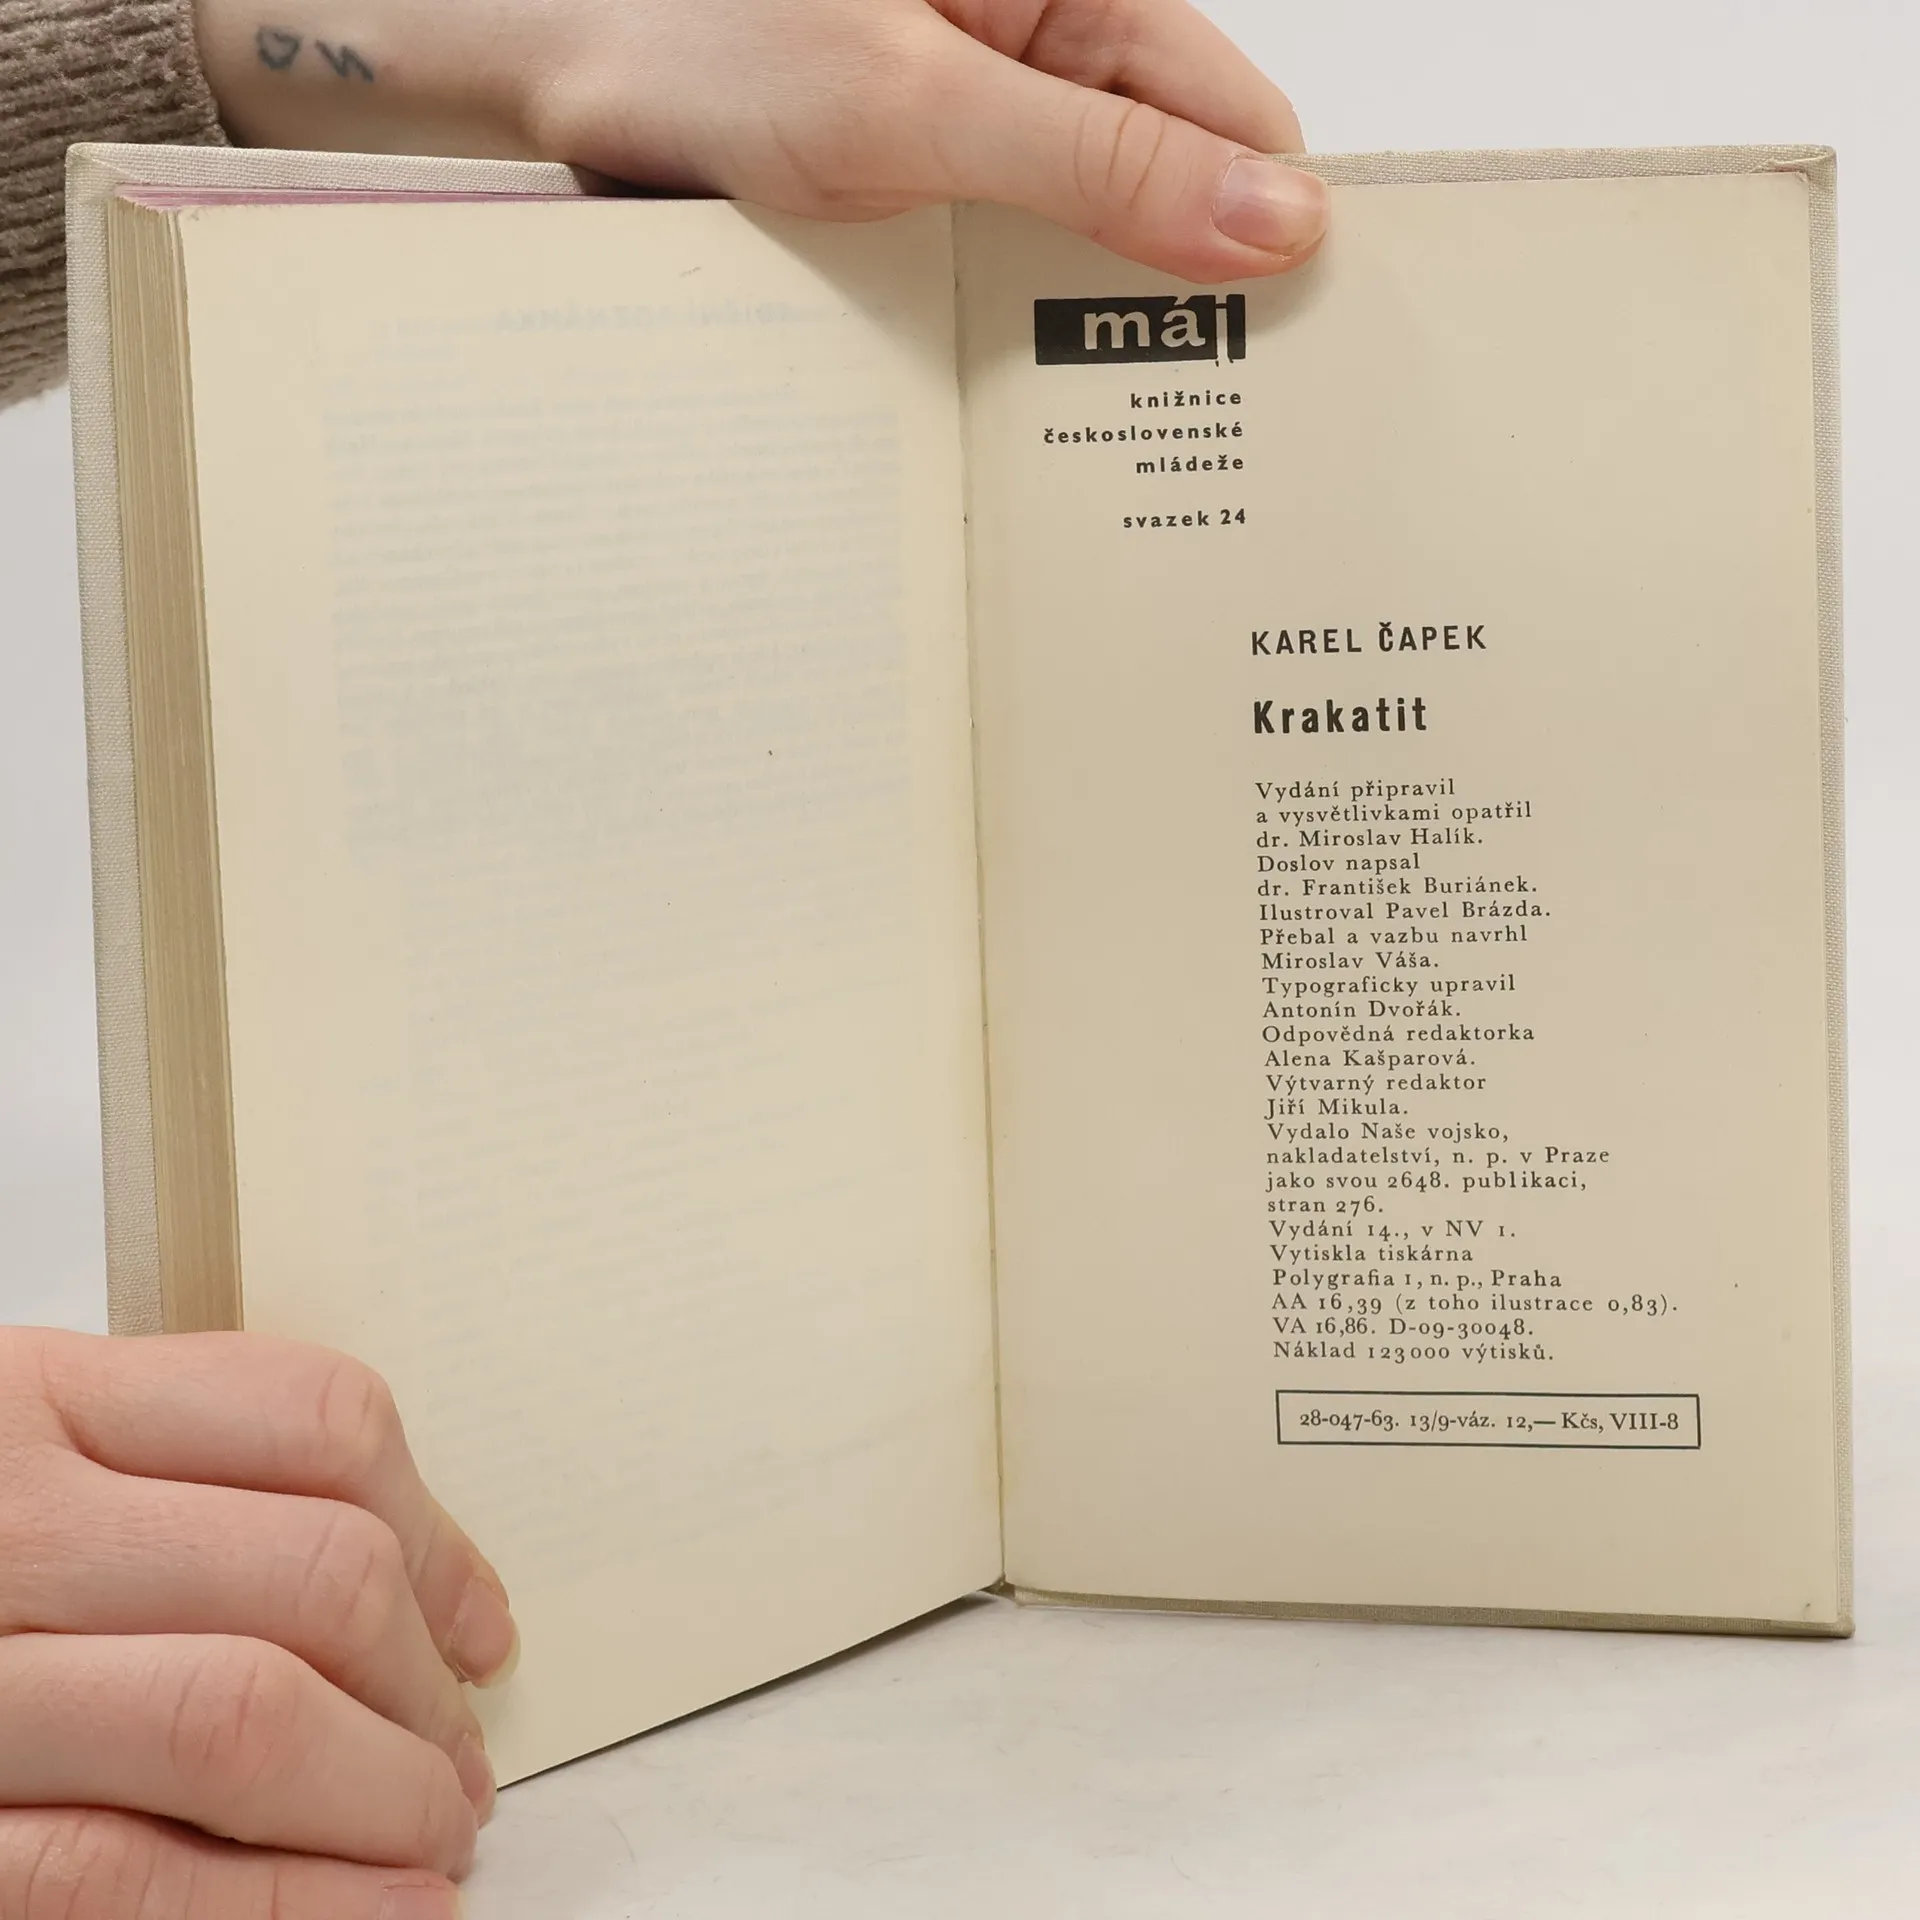 máj
knižnice
československé
mládeže
svazek 24
KAREL ČAPEK
Krakatit
Vydání připravil
a vysvětlivkami opatřil
dr. Miroslav Halík.
Doslov napsal
dr. František Buriánek.
Ilustroval Pavel Brázda.
Přebal a vazbu navrhl
Miroslav Váša.
Typograficky upravil
Antonín Dvořák.
Odpovědná redaktorka
Alena Kašparová.
Výtvarný redaktor
Jiří Mikula.
Vydalo Naše vojsko,
nakladatelství, n. p. v Praze
jako svou 2648. publikaci,
stran 276.
Vydání 14., v NV 1.
Vytiskla tiskárna
Polygrafia 1, n. p., Praha
AA 16,39 (z toho ilustrace 0,83).
VA 16,86. D-09-30048.
Náklad 123000 výtisků.
28-047-63. 13/9-váz. 12,— Kčs, VIII-8